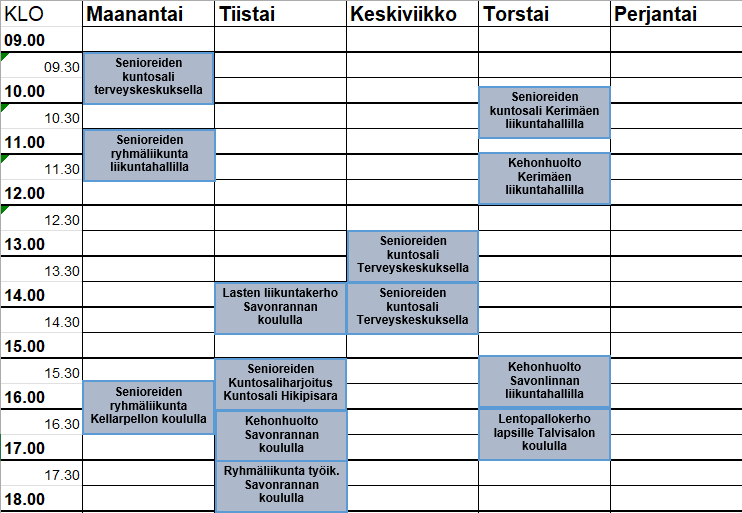 KLO Maanantai Tiistai Keskiviikko Torstai Perjantai
09.00
09.30
Senioreiden
kuntosali
terveyskeskuksella
10.00
Senioreiden
kuntosali Kerimäen
liikuntahallilla
10.30
11.00
Senioreiden
ryhmäliikunta
liikuntahallilla
11.30
Kehonhuolto
Kerimäen
liikuntahallilla
12.00
12.30
13.00
Senioreiden
kuntosali
Terveyskeskuksella
13.30
14.00
Lasten liikuntakerho
Savonrannan
koululla
Senioreiden
kuntosali
Terveyskeskuksella
14.30
15.00
15.30
Senioreiden
Kuntosaliharjoitus
Kuntosali Hikipisara
Kehonhuolto
Savonlinnan
liikuntahallilla
16.00
Senioreiden
ryhmäliikunta
Kellarpellon koululla
16.30
Kehonhuolto
Savonrannan
koululla
Lentopallokerho
lapsille Talvisalon
koululla
17.00
17.30
Ryhmäliikunta työik.
Savonrannan
koululla
18.00